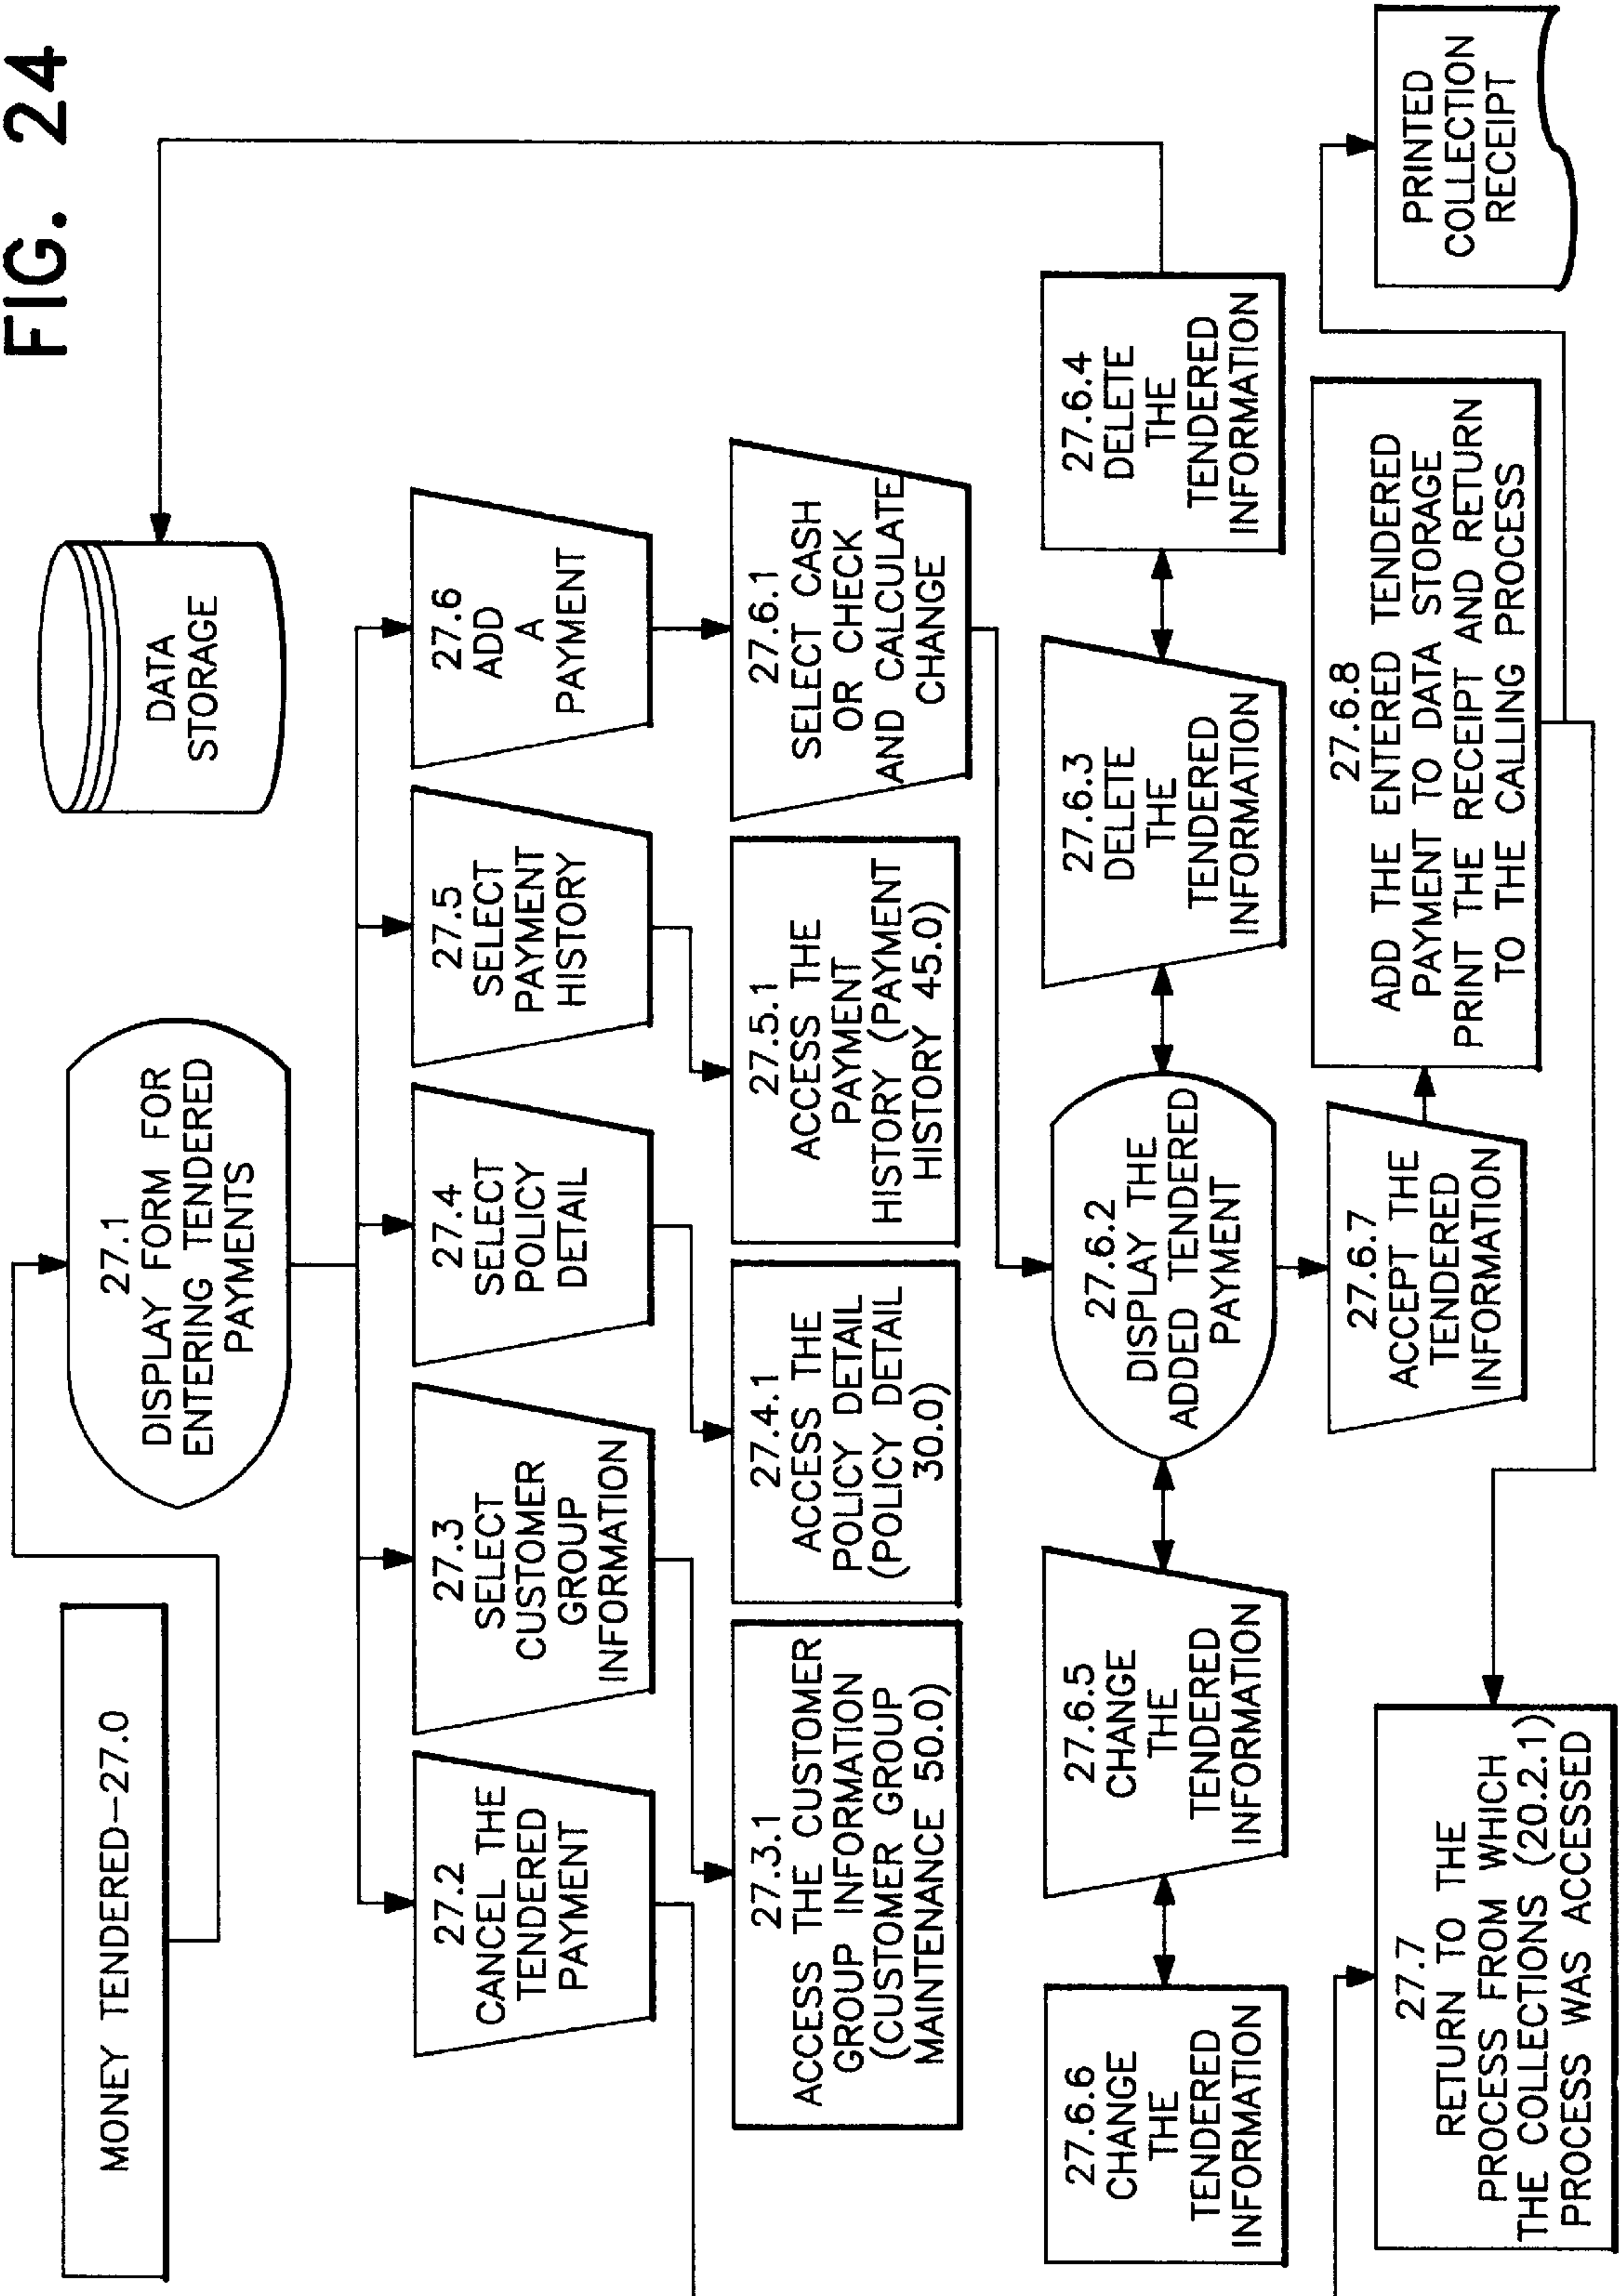 FIG. 24
MONEY TENDERED–27.0
27.1
DISPLAY FORM FOR
ENTERING TENDERED
PAYMENTS
DATA
STORAGE
27.2
CANCEL THE
TENDERED
PAYMENT
27.3
SELECT
CUSTOMER
GROUP
INFORMATION
27.4
SELECT
POLICY
DETAIL
27.5
SELECT
PAYMENT
HISTORY
27.6
ADD
A
PAYMENT
27.3.1
ACCESS THE CUSTOMER
GROUP INFORMATION
(CUSTOMER GROUP
MAINTENANCE 50.0)
27.4.1
ACCESS THE
POLICY DETAIL
(POLICY DETAIL
30.0)
27.5.1
ACCESS THE
PAYMENT
HISTORY (PAYMENT
HISTORY 45.0)
27.6.1
SELECT CASH
OR CHECK
AND CALCULATE
CHANGE
27.6.6
CHANGE
THE
TENDERED
INFORMATION
27.6.5
CHANGE
THE
TENDERED
INFORMATION
27.6.2
DISPLAY THE
ADDED TENDERED
PAYMENT
27.6.3
DELETE
THE
TENDERED
INFORMATION
27.6.4
DELETE
THE
TENDERED
INFORMATION
27.7
RETURN TO THE
PROCESS FROM WHICH
THE COLLECTIONS (20.2.1)
PROCESS WAS ACCESSED
27.6.7
ACCEPT THE
TENDERED
INFORMATION
27.6.8
ADD THE ENTERED TENDERED
PAYMENT TO DATA STORAGE
PRINT THE RECEIPT AND RETURN
TO THE CALLING PROCESS
PRINTED
COLLECTION
RECEIPT